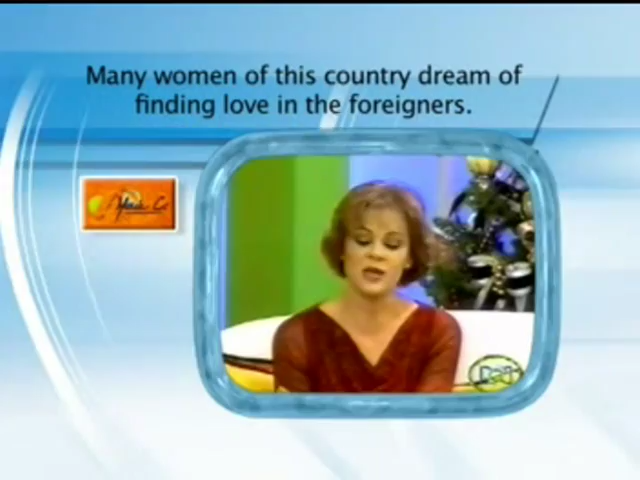 Many women of this country dream of
finding love in the foreigners.